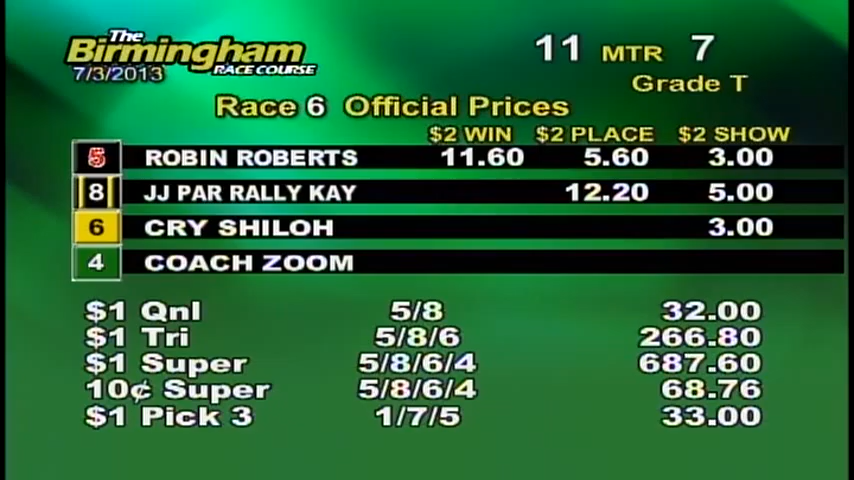 The
Birmingham
RACE COURSE
7/3/2013
11 MTR 7
Grade T
Race 6 Official Prices
$2 WIN $2 PLACE $2 SHOW
5 ROBIN ROBERTS 11.60 5.60 3.00
8 JJ PAR RALLY KAY 12.20 5.00
6 CRY SHILOH 3.00
4 COACH ZOOM
$1 Qnl 5/8 32.00
$1 Tri 5/8/6 266.80
$1 Super 5/8/6/4 687.60
10¢ Super 5/8/6/4 68.76
$1 Pick 3 1/7/5 33.00